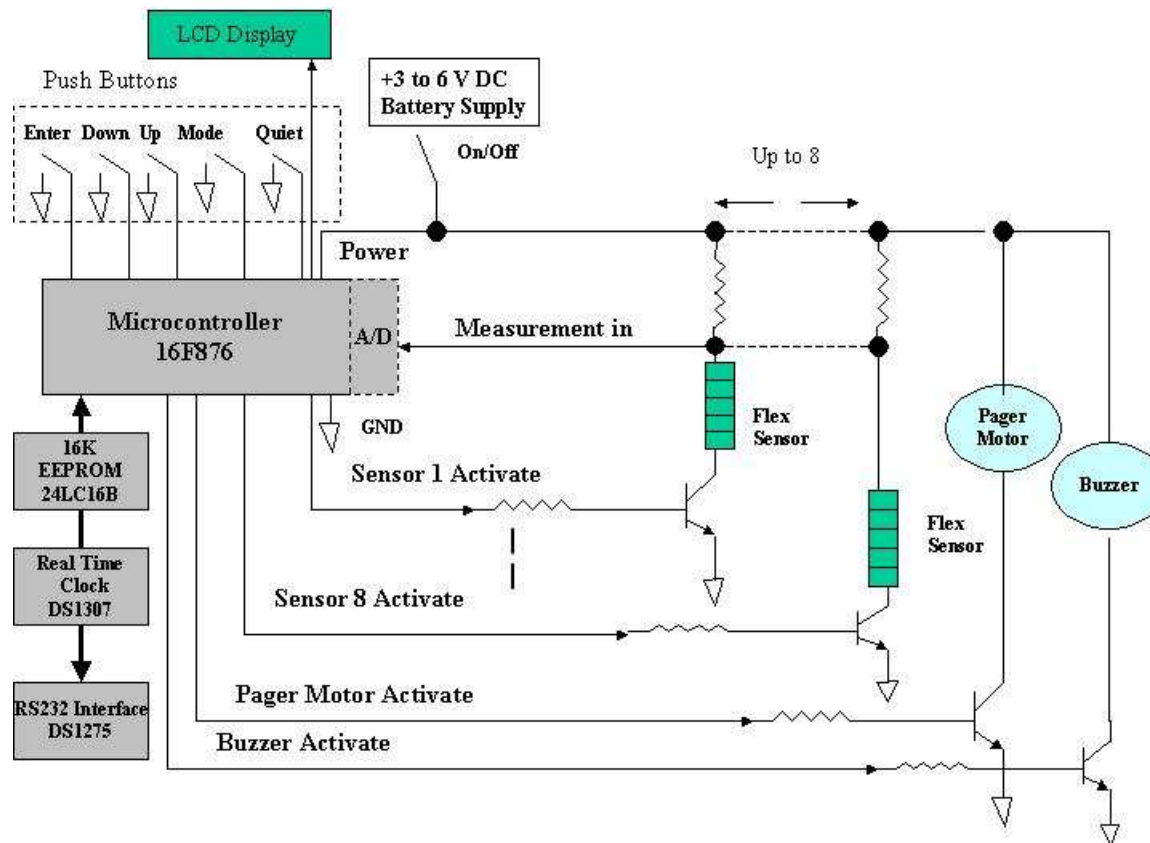 LCD Display
Push Buttons
+3 to 6 V DC
Battery Supply
Enter Down Up Mode Quiet
On/Off
Up to 8
Power
Microcontroller
16F876
A/D
Measurement in
Flex
Sensor
Pager
Motor
GND
16K
EEPROM
24LC16B
Sensor 1 Activate
Buzzer
Flex
Sensor
Real Time
Clock
DS1307
Sensor 8 Activate
Pager Motor Activate
RS232 Interface
DS1275
Buzzer Activate